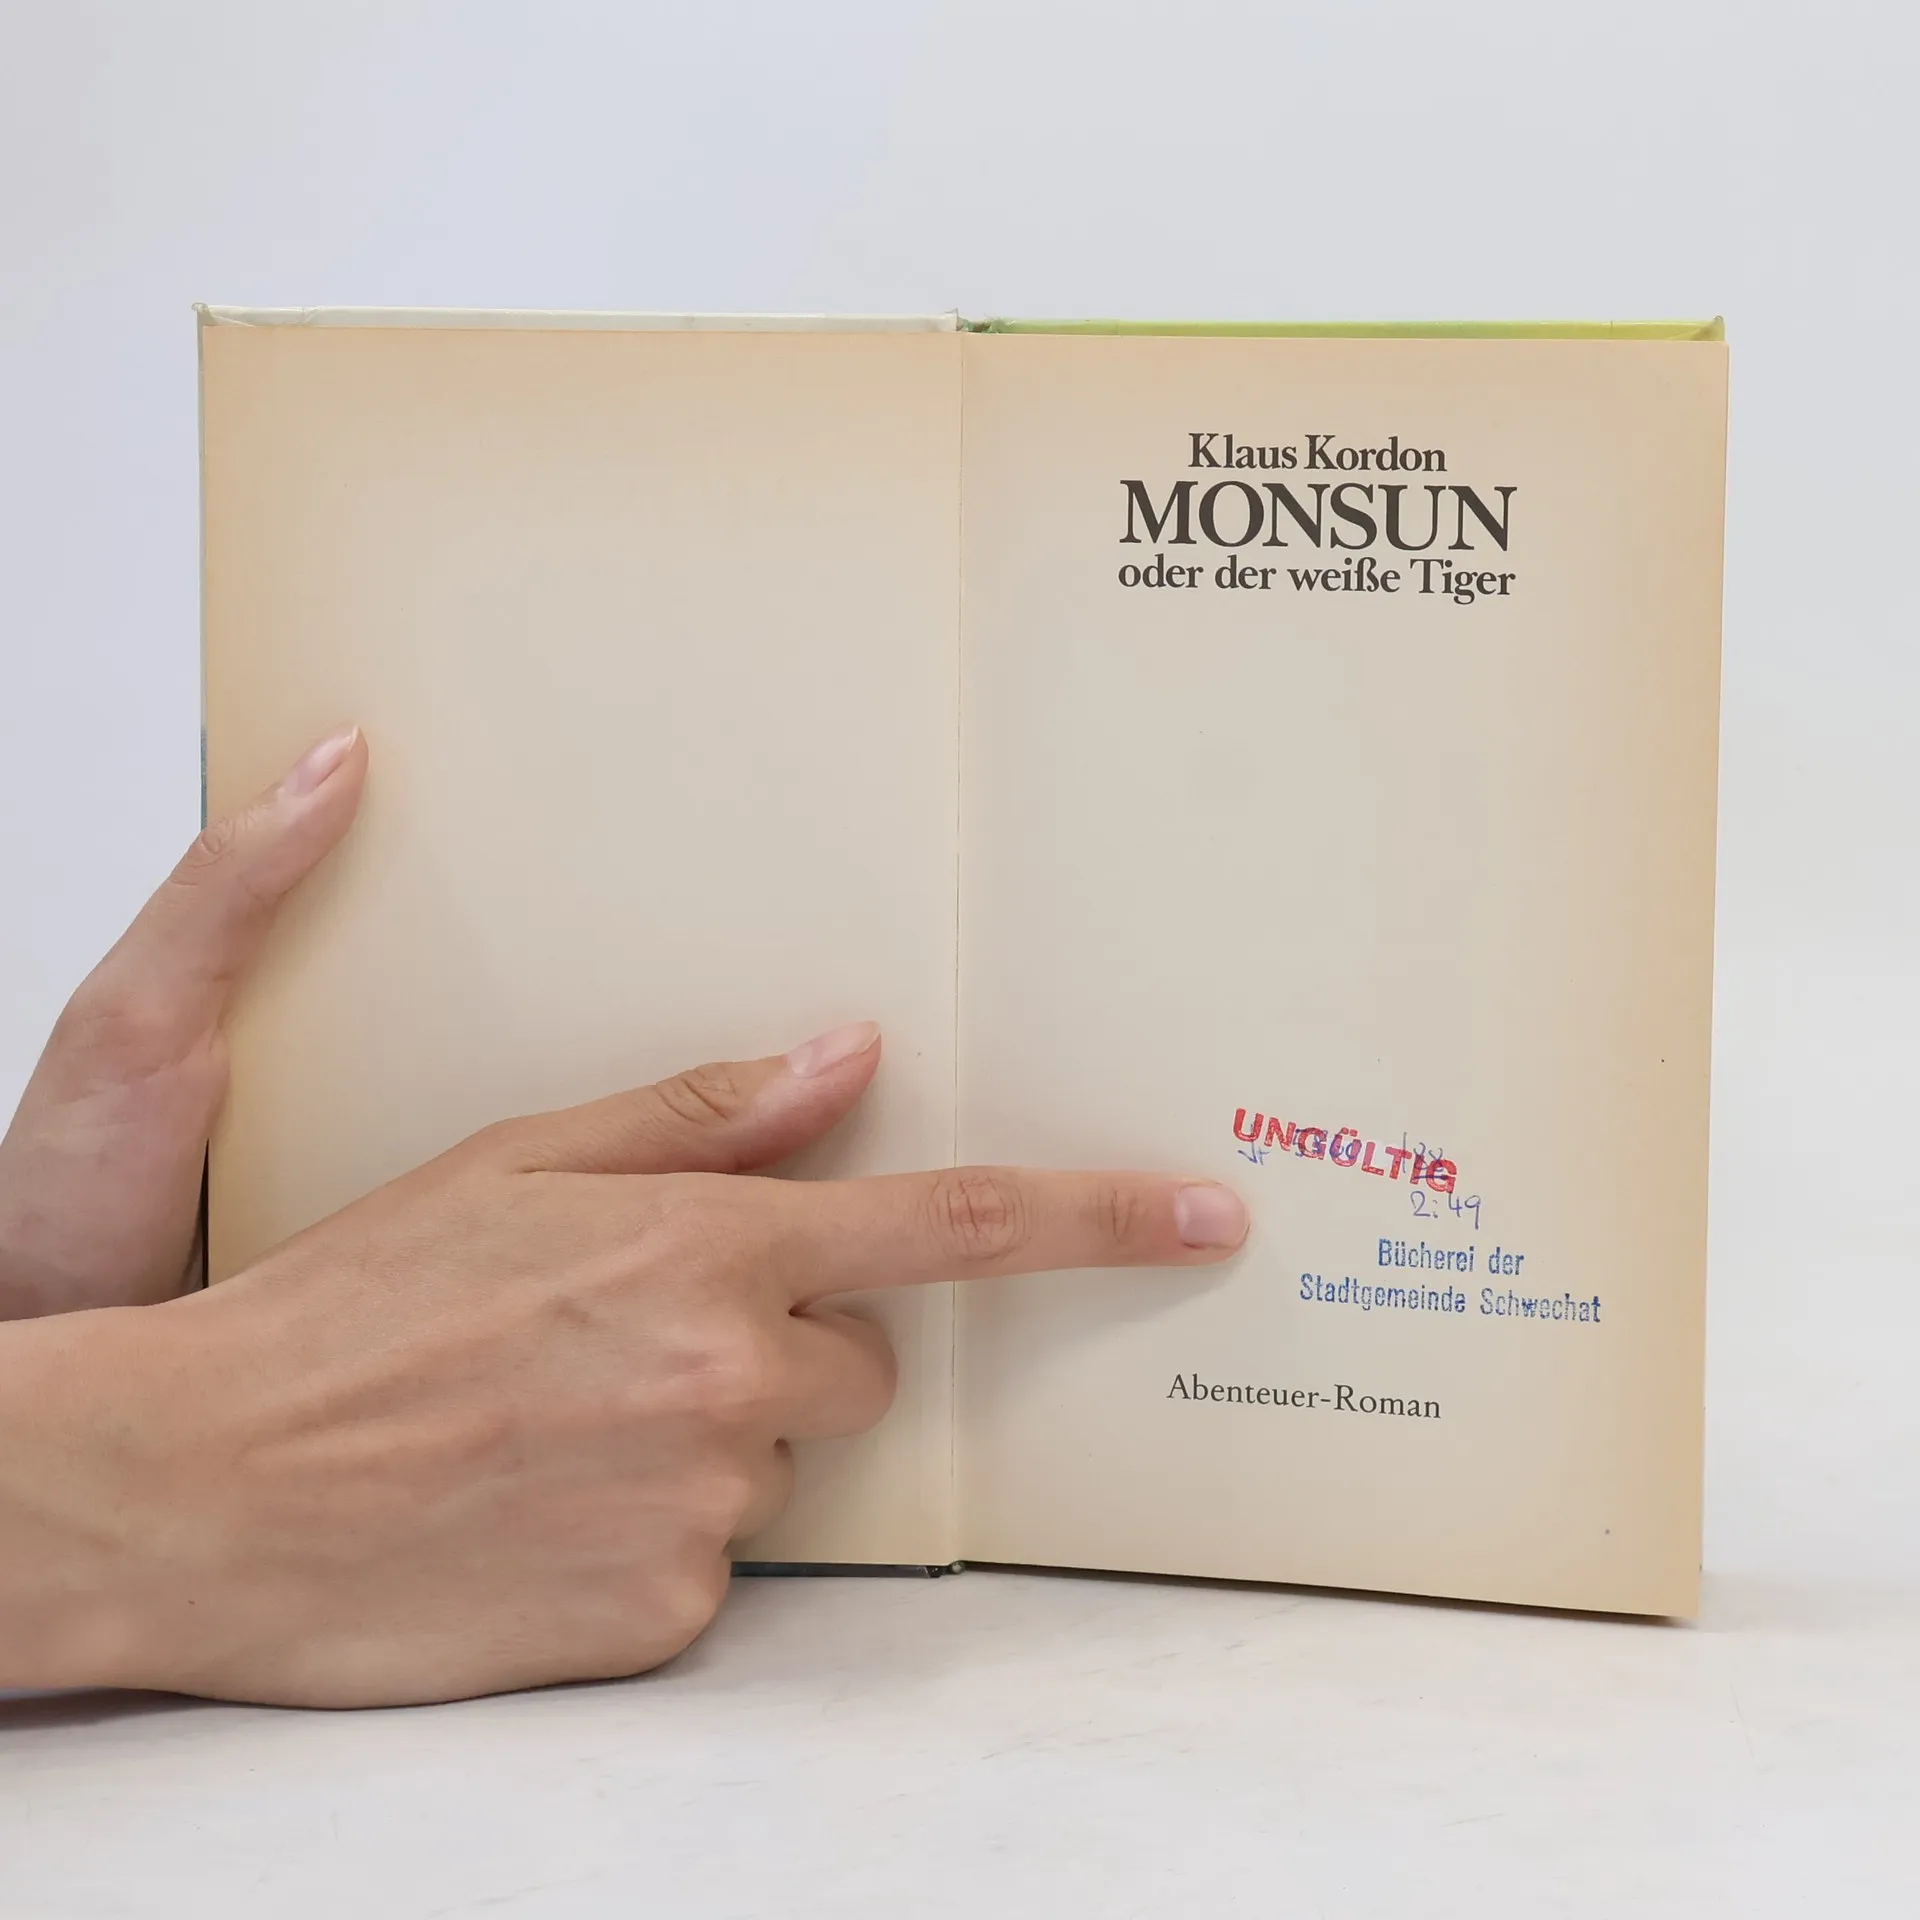 Klaus Kordon
MONSUN
oder der weiße Tiger
UNGÜLTIG
2:49
Bücherei der
Stadtgemeinde Schwechat
Abenteuer-Roman